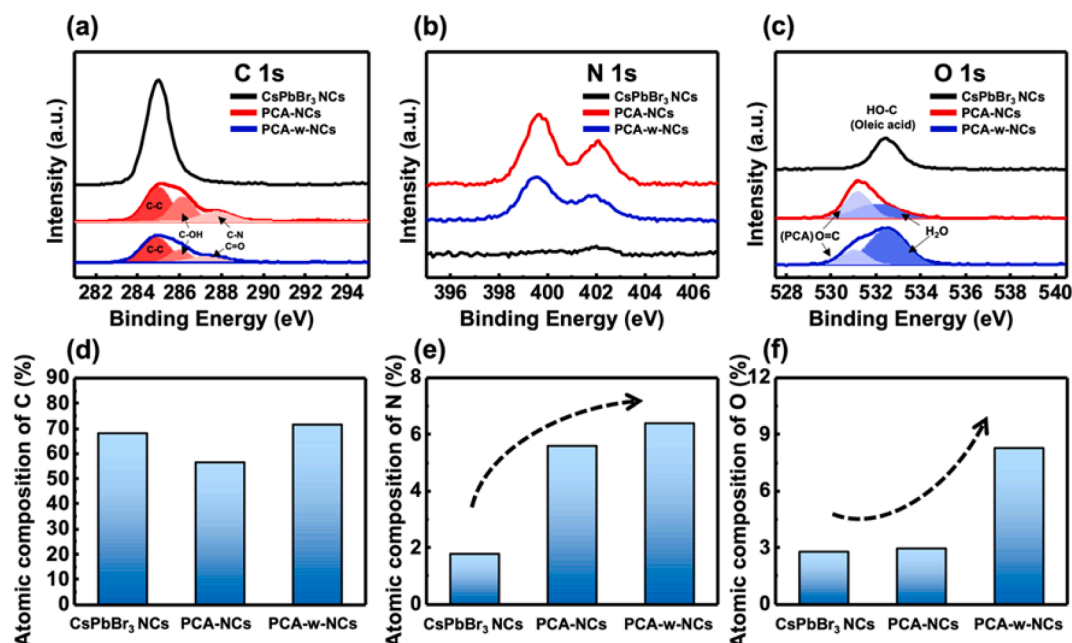 (a)
C 1s
CsPbBr3 NCs
PCA-NCs
PCA-w-NCs
C-C
C-OH
C-N
C=O
C-C
Intensity (a.u.)
282 284 286 288 290 292 294
Binding Energy (eV)
(b)
N 1s
CsPbBr3 NCs
PCA-NCs
PCA-w-NCs
Intensity (a.u.)
396 398 400 402 404 406
Binding Energy (eV)
(c)
O 1s
CsPbBr3 NCs
PCA-NCs
PCA-w-NCs
HO-C
(Oleic acid)
(PCA) O=C
H2O
Intensity (a.u.)
528 530 532 534 536 538 540
Binding Energy (eV)
(d)
Atomic composition of C (%)
90
80
70
60
50
40
30
20
10
0
CsPbBr3 NCs PCA-NCs PCA-w-NCs
(e)
Atomic composition of N (%)
8
6
4
2
0
CsPbBr3 NCs PCA-NCs PCA-w-NCs
(f)
Atomic composition of O (%)
12
9
6
3
0
CsPbBr3 NCs PCA-NCs PCA-w-NCs